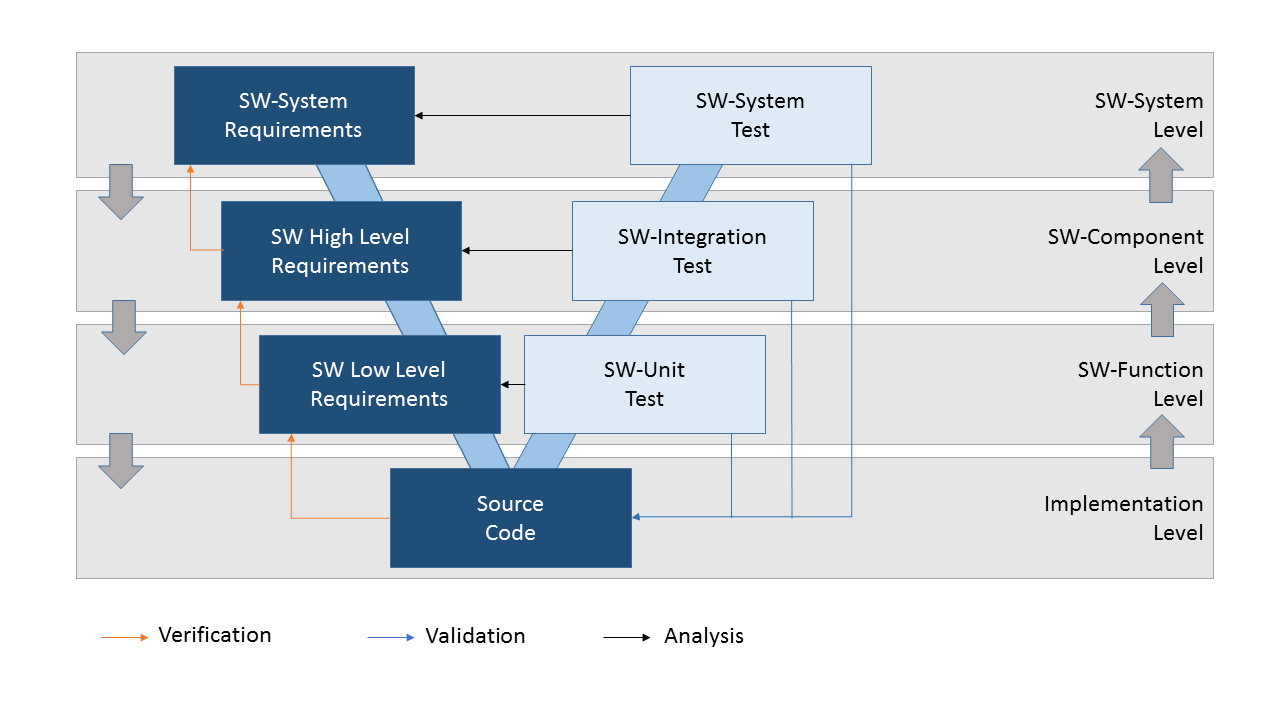 SW-System
Requirements
SW-System
Test
SW-System
Level
SW High Level
Requirements
SW-Integration
Test
SW-Component
Level
SW Low Level
Requirements
SW-Unit
Test
SW-Function
Level
Source
Code
Implementation
Level
Verification
Validation
Analysis